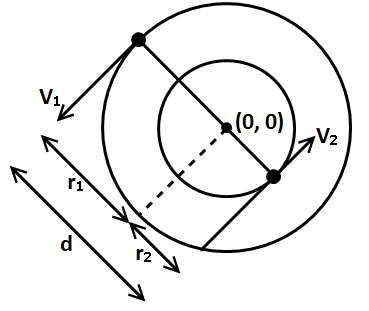 V₁
(0, 0)
V₂
r₁
r₂
d